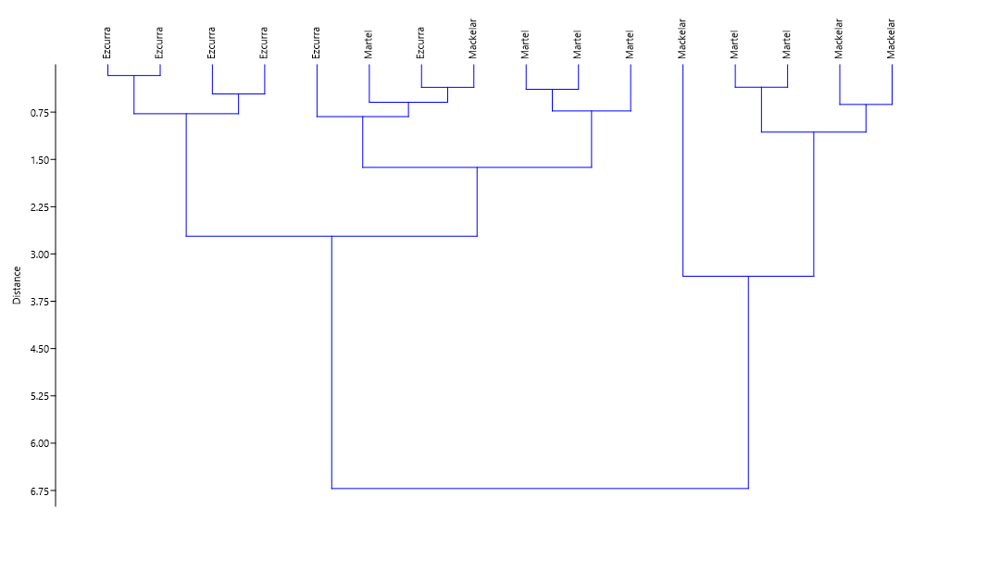 Ezcurra
Ezcurra
Ezcurra
Ezcurra
Ezcurra
Martel
Ezcurra
Mackelar
Martel
Martel
Martel
Mackelar
Martel
Martel
Mackelar
Mackelar
0.75
1.50
2.25
3.00
3.75
4.50
5.25
6.00
6.75
Distance